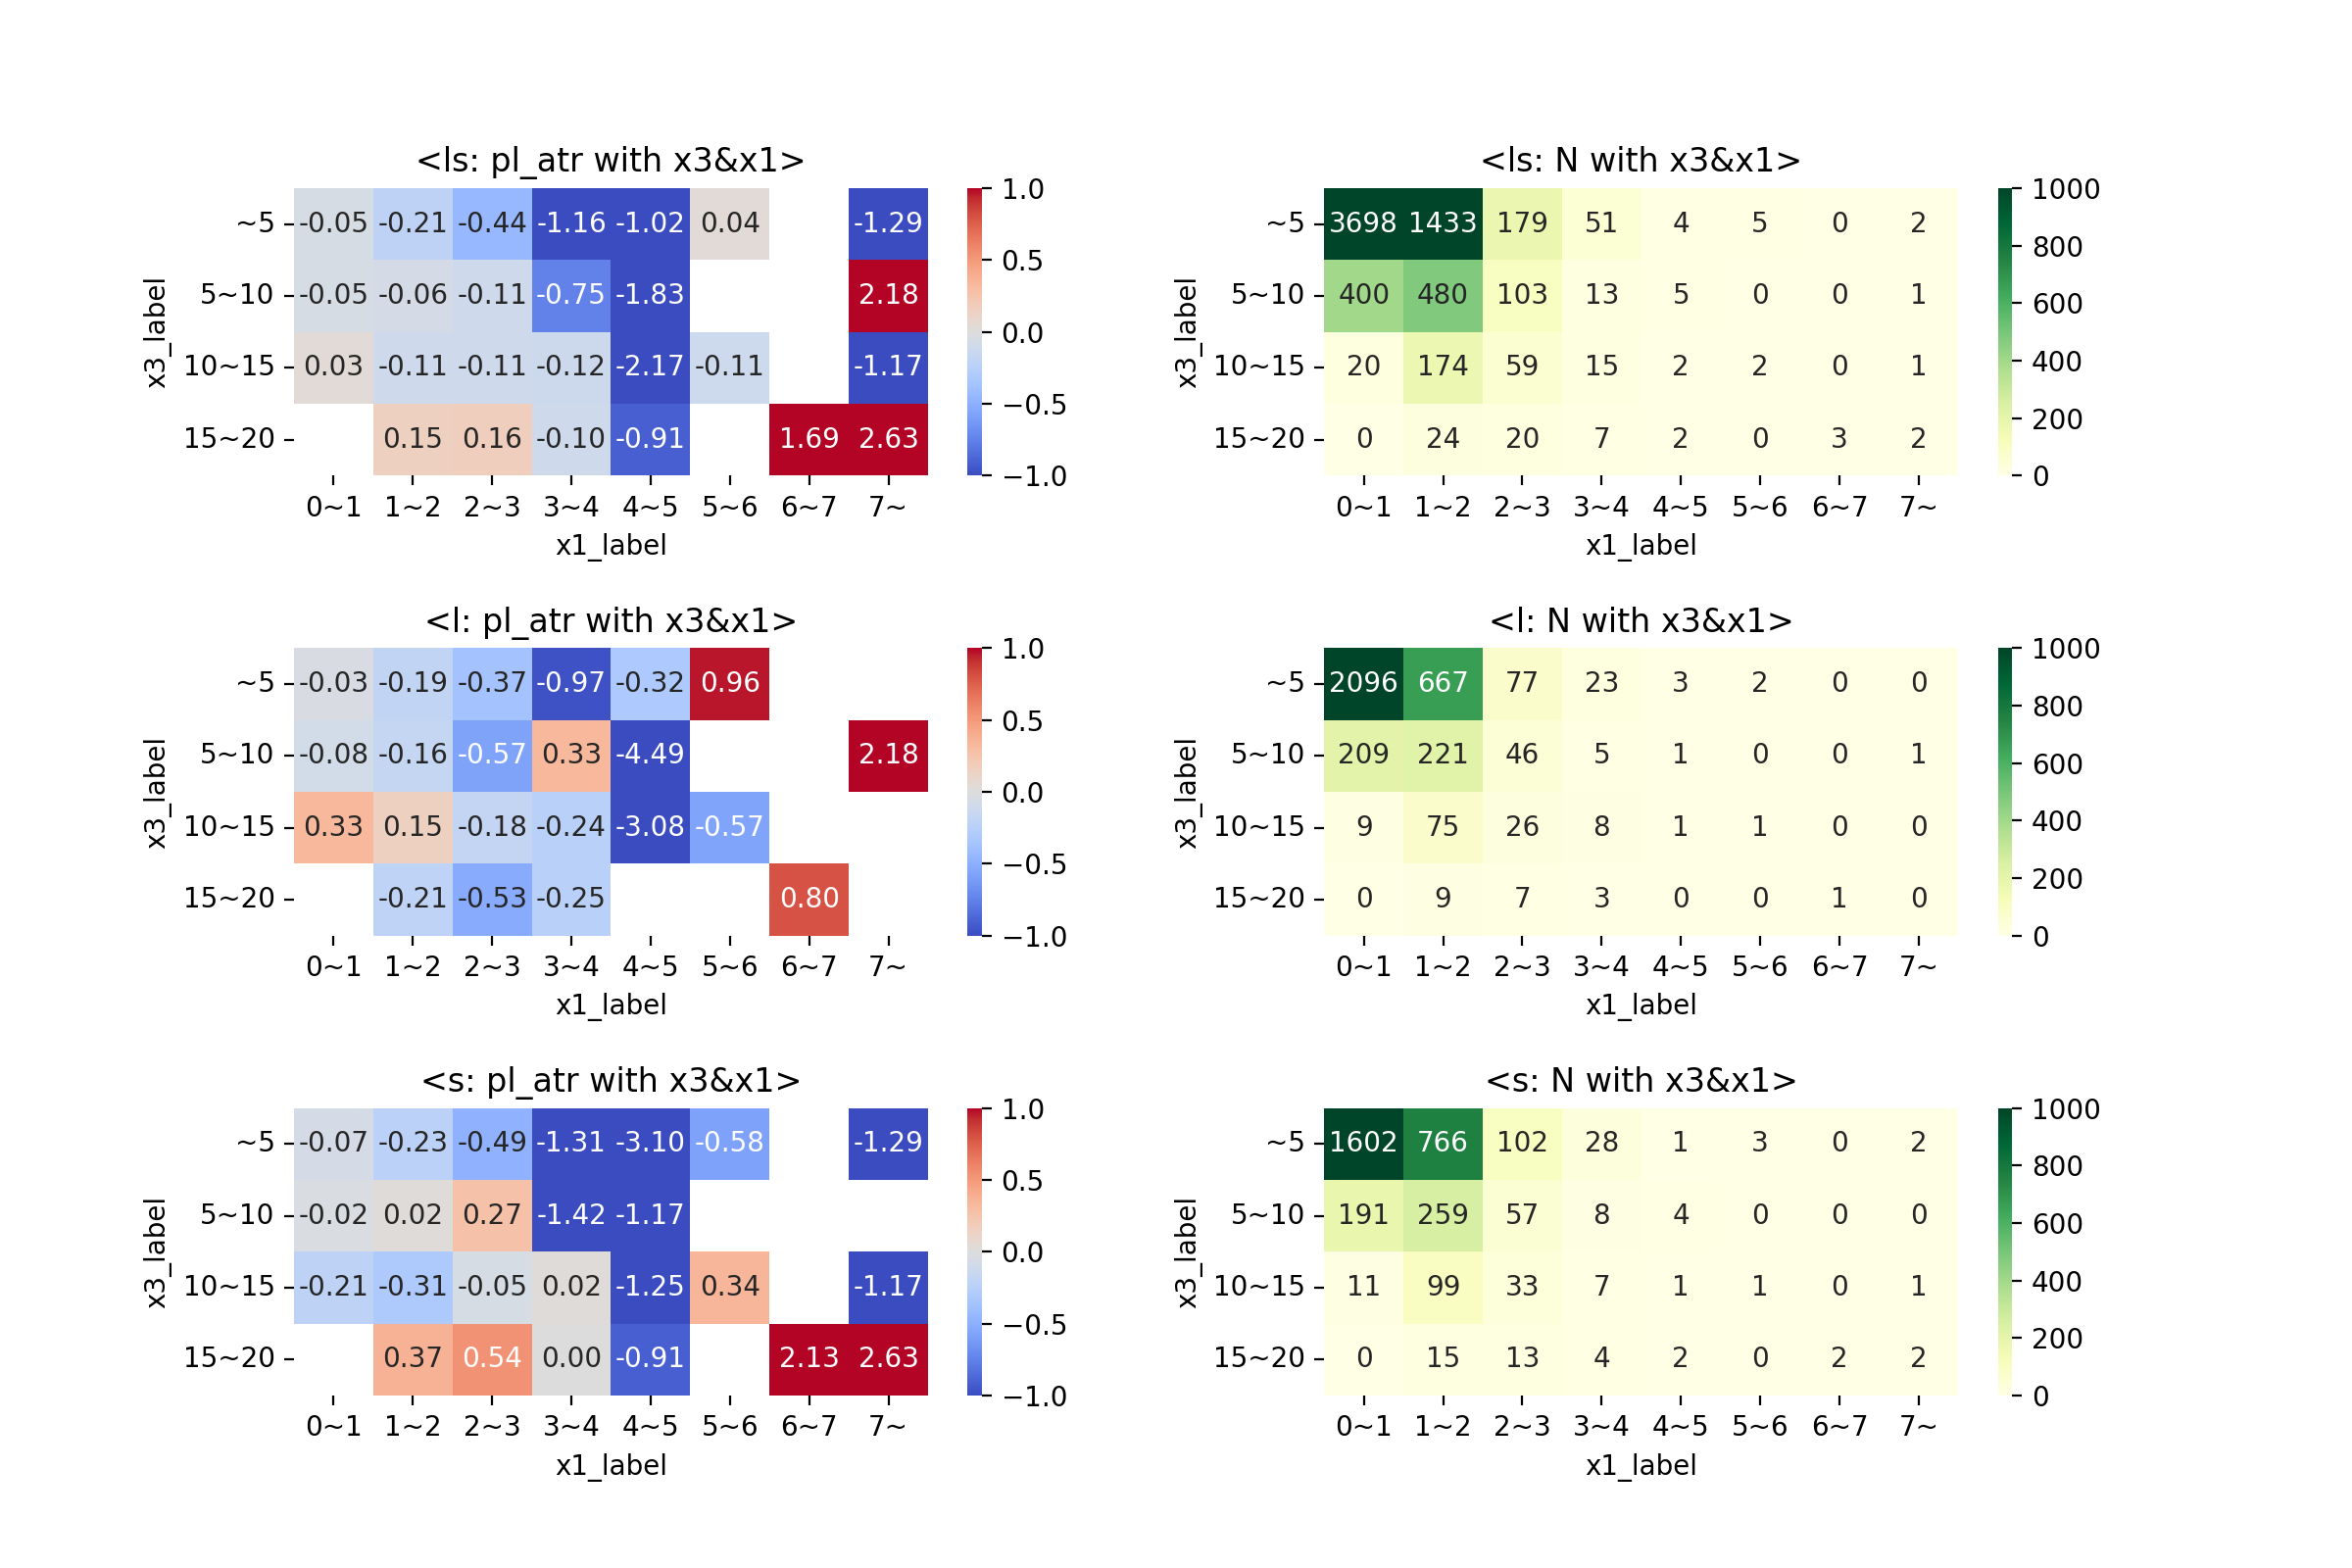 <ls: pl_atr with x3&x1>
~5 -0.05 -0.21 -0.44 -1.16 -1.02 0.04 -1.29
5~10 -0.05 -0.06 -0.11 -0.75 -1.83 2.18
10~15 0.03 -0.11 -0.11 -0.12 -2.17 -0.11 -1.17
15~20 0.15 0.16 -0.10 -0.91 1.69 2.63
0~1 1~2 2~3 3~4 4~5 5~6 6~7 7~
x1_label
x3_label
1.0
0.5
0.0
−0.5
−1.0
<ls: N with x3&x1>
~5 3698 1433 179 51 4 5 0 2
5~10 400 480 103 13 5 0 0 1
10~15 20 174 59 15 2 2 0 1
15~20 0 24 20 7 2 0 3 2
0~1 1~2 2~3 3~4 4~5 5~6 6~7 7~
x1_label
x3_label
1000
800
600
400
200
0
<l: pl_atr with x3&x1>
~5 -0.03 -0.19 -0.37 -0.97 -0.32 0.96
5~10 -0.08 -0.16 -0.57 0.33 -4.49 2.18
10~15 0.33 0.15 -0.18 -0.24 -3.08 -0.57
15~20 -0.21 -0.53 -0.25 0.80
0~1 1~2 2~3 3~4 4~5 5~6 6~7 7~
x1_label
x3_label
1.0
0.5
0.0
−0.5
−1.0
<l: N with x3&x1>
~5 2096 667 77 23 3 2 0 0
5~10 209 221 46 5 1 0 0 1
10~15 9 75 26 8 1 1 0 0
15~20 0 9 7 3 0 0 1 0
0~1 1~2 2~3 3~4 4~5 5~6 6~7 7~
x1_label
x3_label
1000
800
600
400
200
0
<s: pl_atr with x3&x1>
~5 -0.07 -0.23 -0.49 -1.31 -3.10 -0.58 -1.29
5~10 -0.02 0.02 0.27 -1.42 -1.17
10~15 -0.21 -0.31 -0.05 0.02 -1.25 0.34 -1.17
15~20 0.37 0.54 0.00 -0.91 2.13 2.63
0~1 1~2 2~3 3~4 4~5 5~6 6~7 7~
x1_label
x3_label
1.0
0.5
0.0
−0.5
−1.0
<s: N with x3&x1>
~5 1602 766 102 28 1 3 0 2
5~10 191 259 57 8 4 0 0 0
10~15 11 99 33 7 1 1 0 1
15~20 0 15 13 4 2 0 2 2
0~1 1~2 2~3 3~4 4~5 5~6 6~7 7~
x1_label
x3_label
1000
800
600
400
200
0